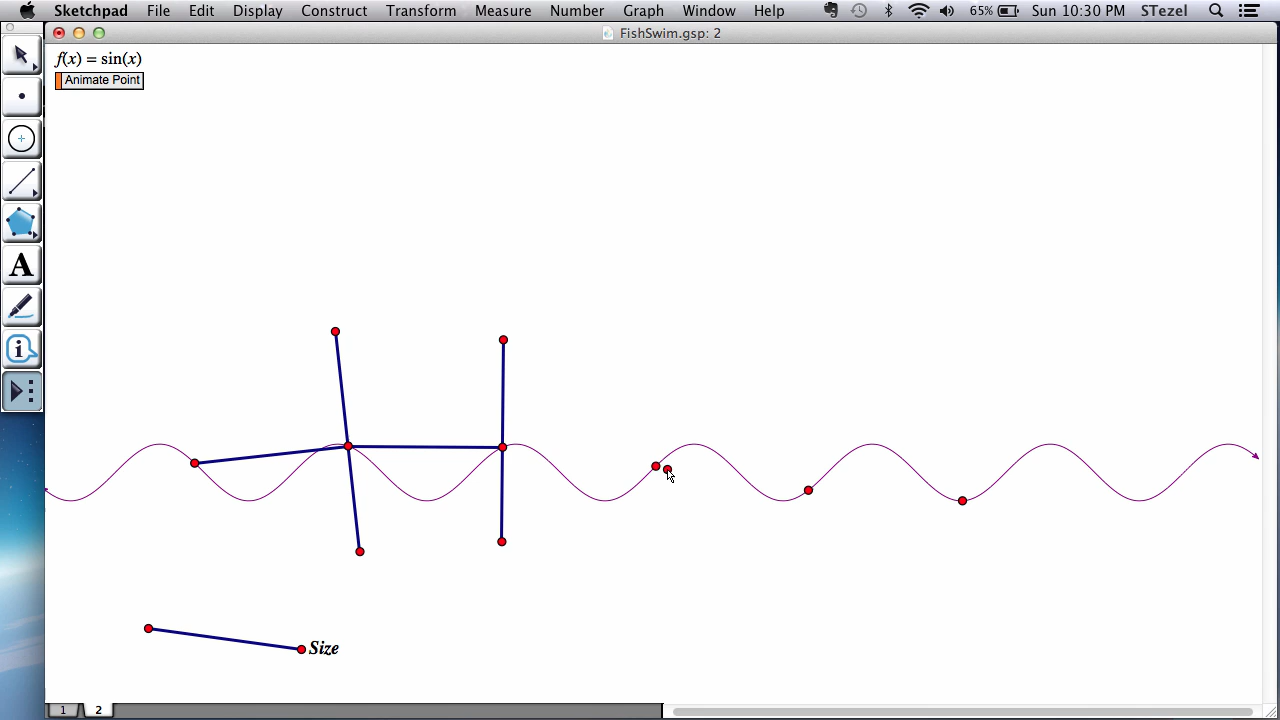 Sketchpad File Edit Display Construct Transform Measure Number Graph Window Help 65% Sun 10:30 PM STezel
FishSwim.gsp: 2
f(x) = sin(x)
Animate Point
A
i
Size
1 2